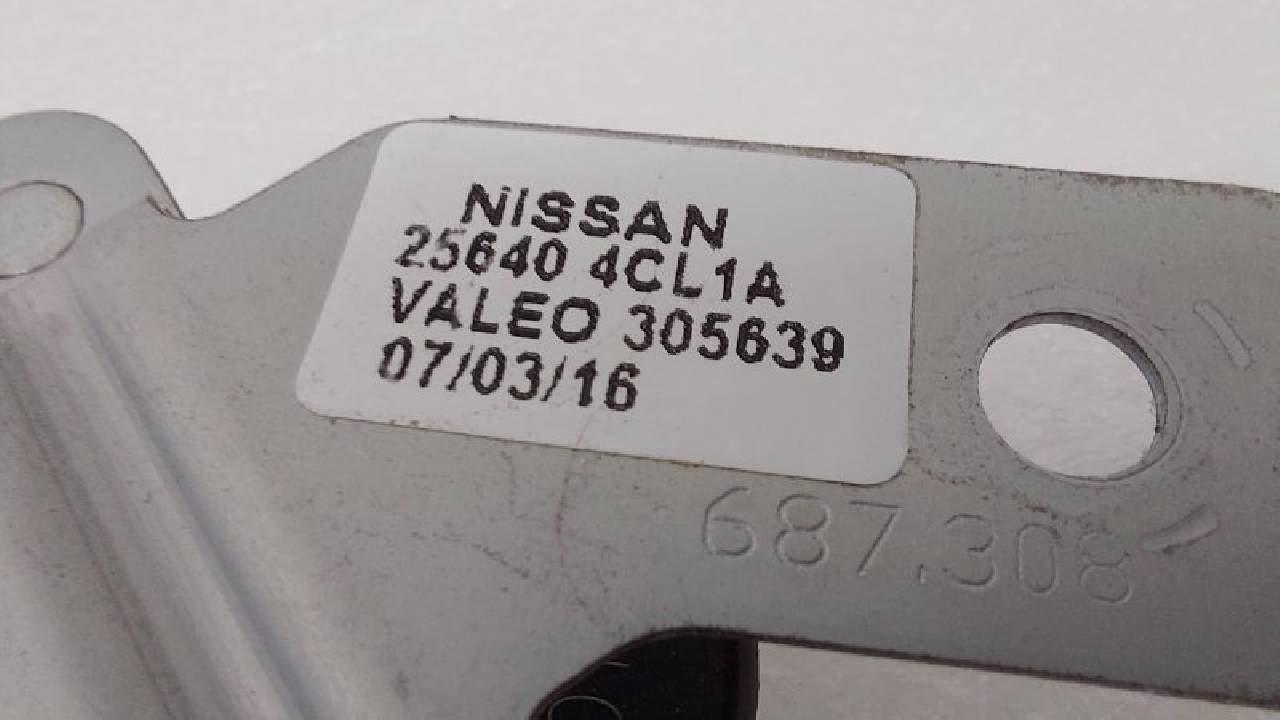 NISSAN
25640 4CL1A
VALEO 305639
07/03/16
687.308